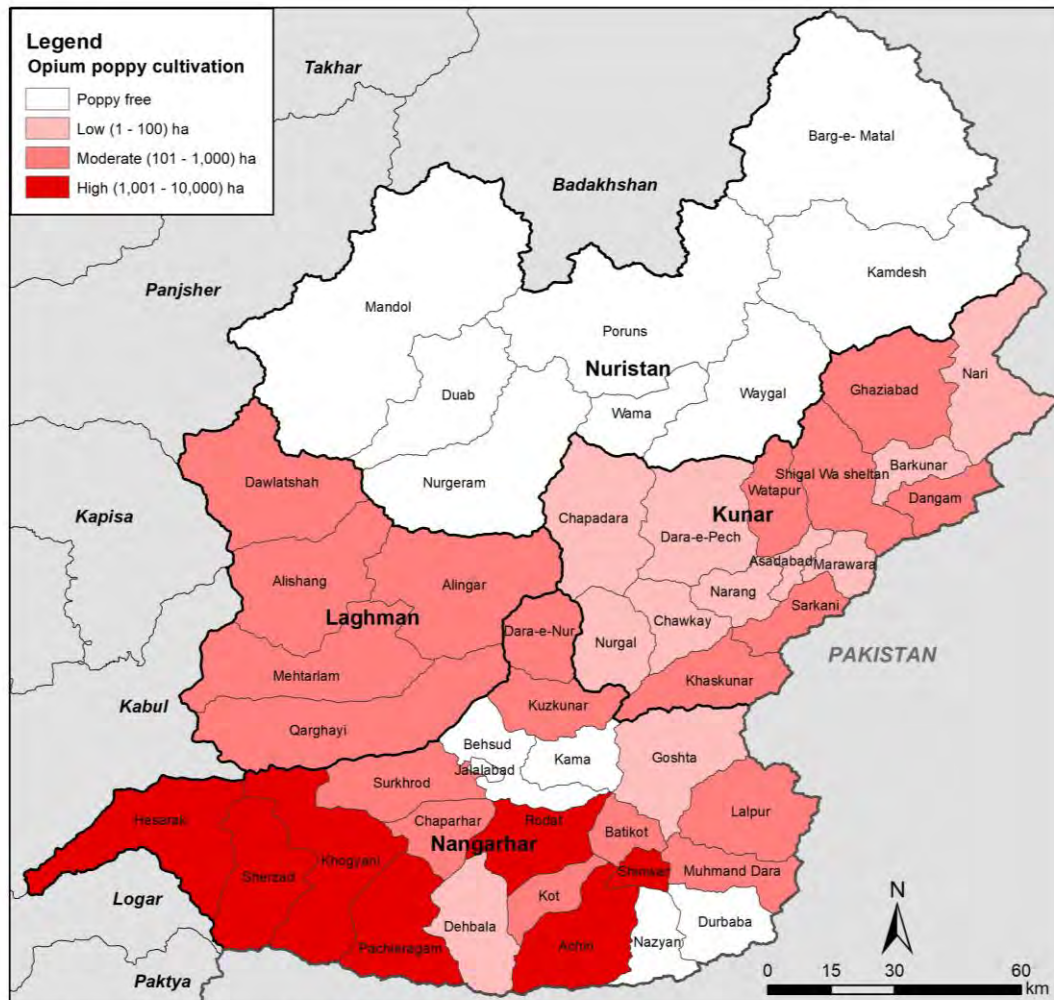 Legend
Opium poppy cultivation
Poppy free
Low (1 - 100) ha
Moderate (101 - 1,000) ha
High (1,001 - 10,000) ha
Takhar
Badakhshan
Panjsher
Kapisa
Kabul
Logar
Paktya
PAKISTAN
Barg-e- Matal
Kamdesh
Mandol
Poruns
Nuristan
Duab
Wama
Waygal
Nurgeram
Nari
Ghaziabad
Barkunar
Shigal Wa sheltan
Dangam
Watapur
Kunar
Chapadara
Dara-e-Pech
Asadabad
Marawara
Narang
Sarkani
Chawkay
Nurgal
Khaskunar
Dawlatshah
Alishang
Alingar
Laghman
Mehtarlam
Qarghayi
Dara-e-Nur
Kuzkunar
Behsud
Kama
Jalalabad
Goshta
Surkhrod
Lalpur
Chaparhar
Rodat
Batikot
Nangarhar
Hesarak
Sherzad
Khogyani
Shinwar
Muhmand Dara
Kot
Dehbala
Pachieragam
Achin
Nazyan
Durbaba
N
0 15 30 60
km